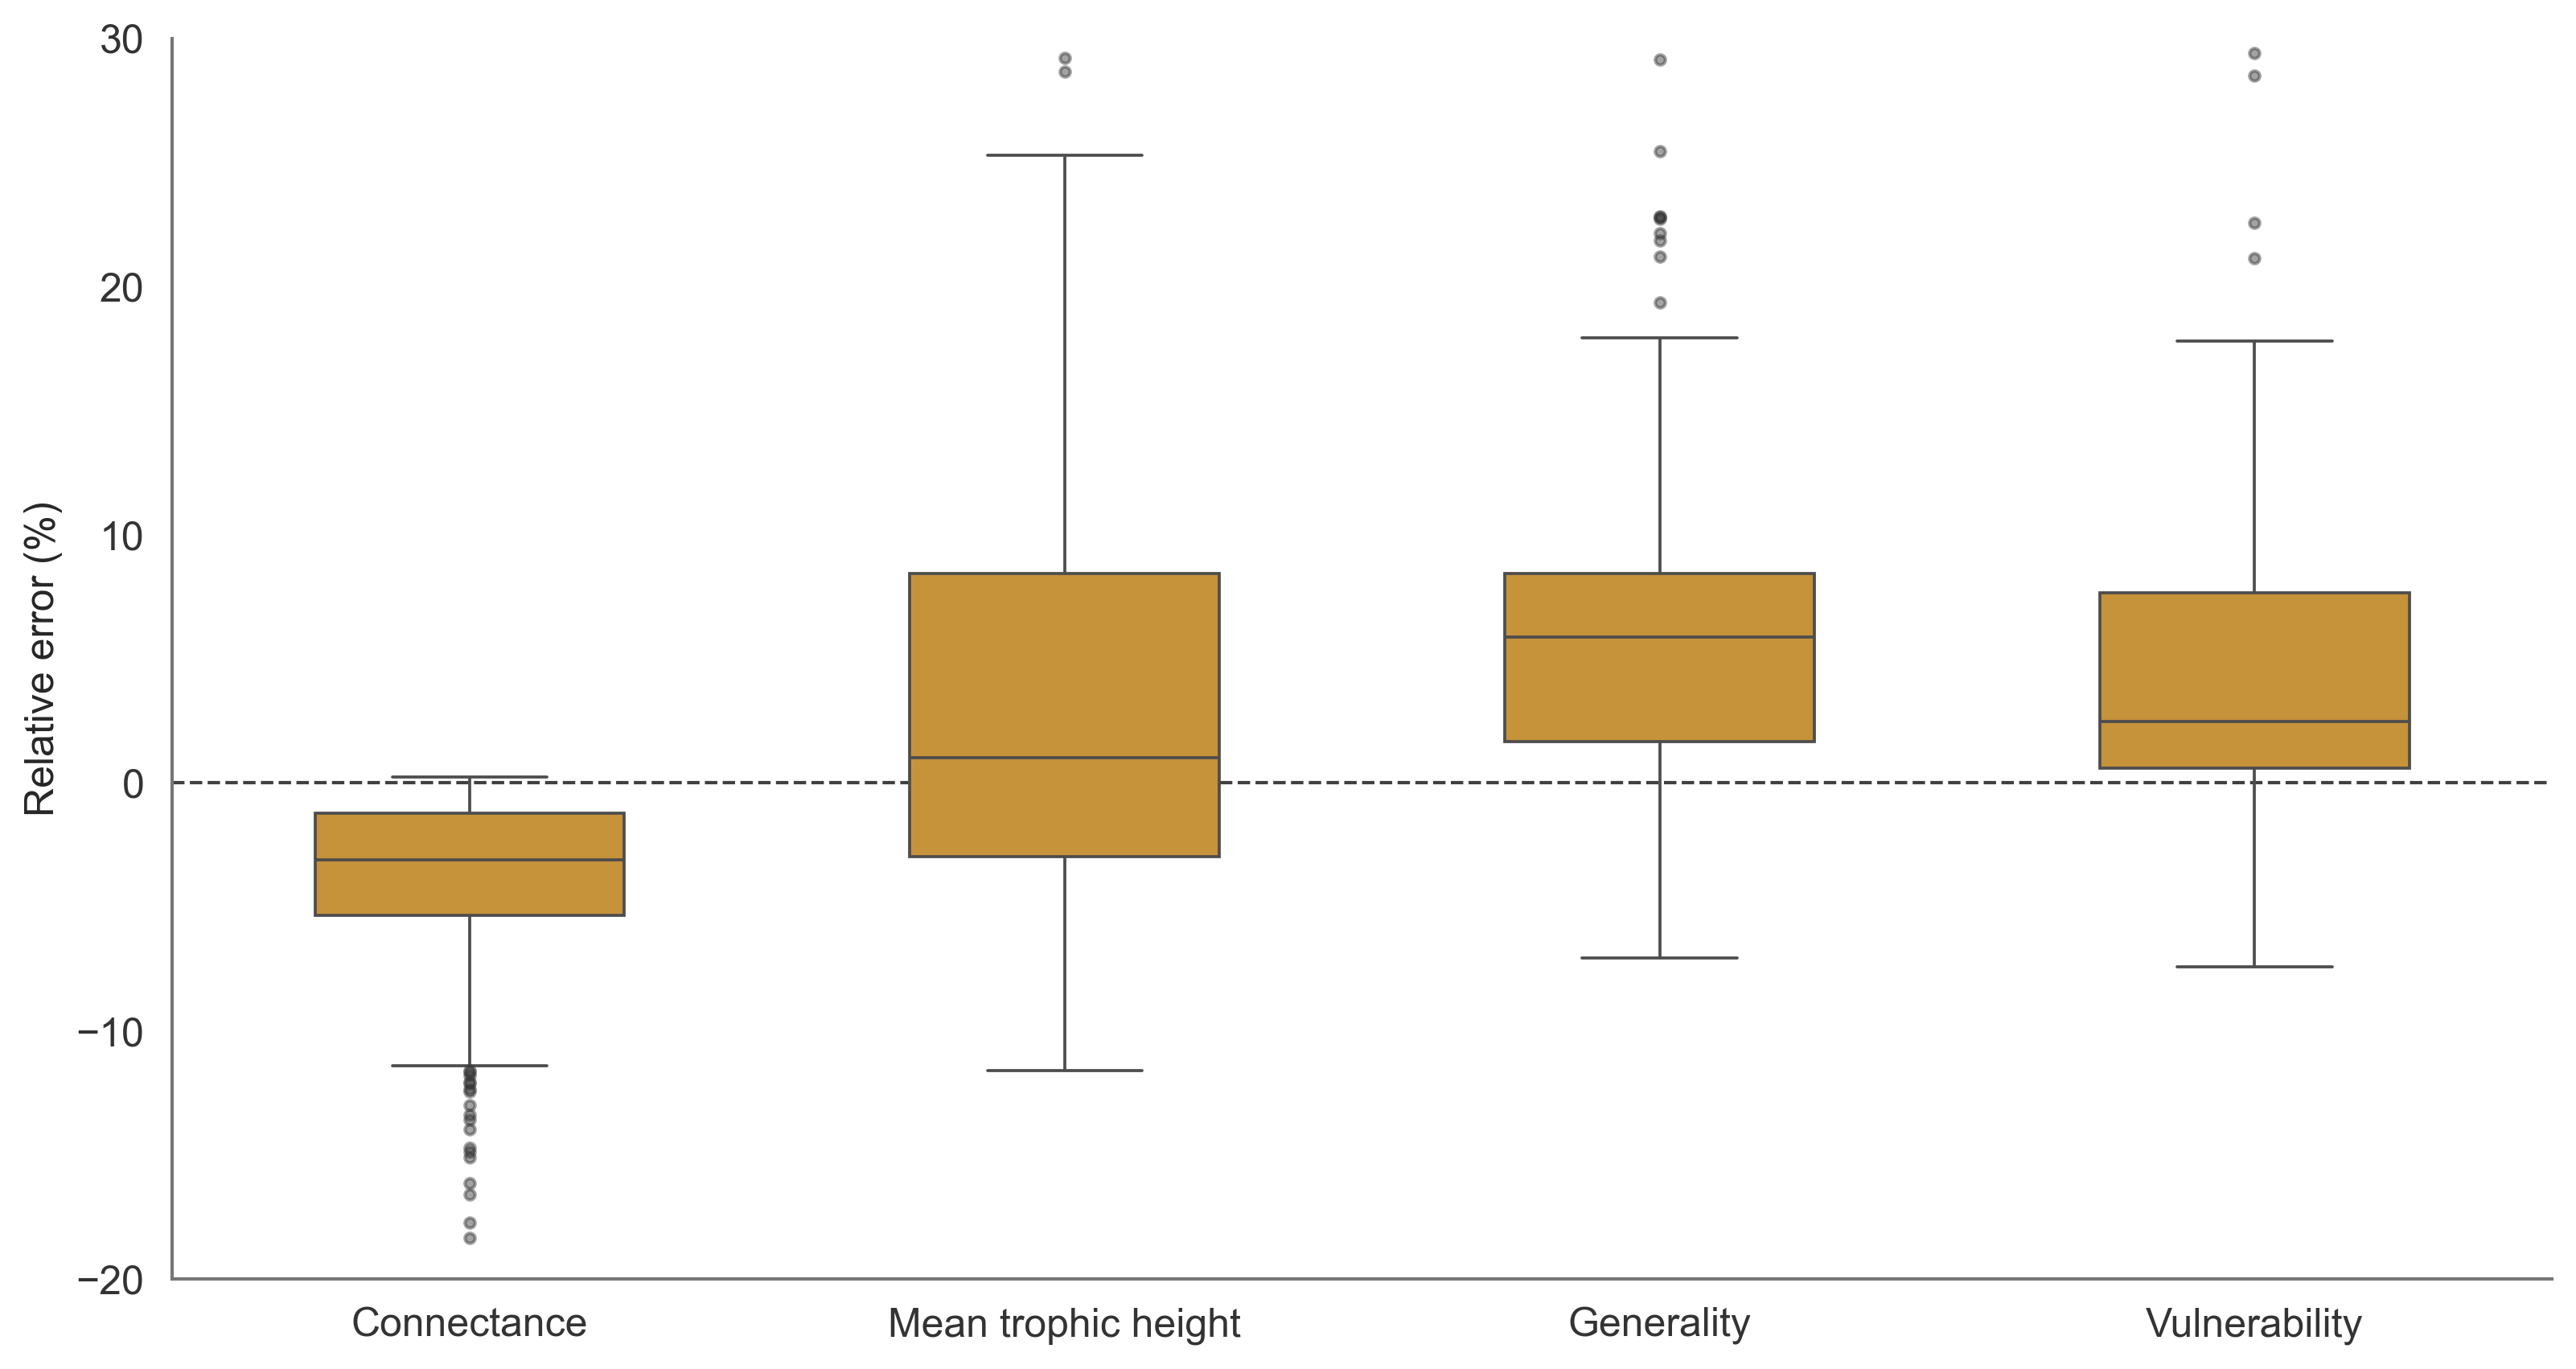 30
20
10
0
−10
−20
Relative error (%)
Connectance
Mean trophic height
Generality
Vulnerability